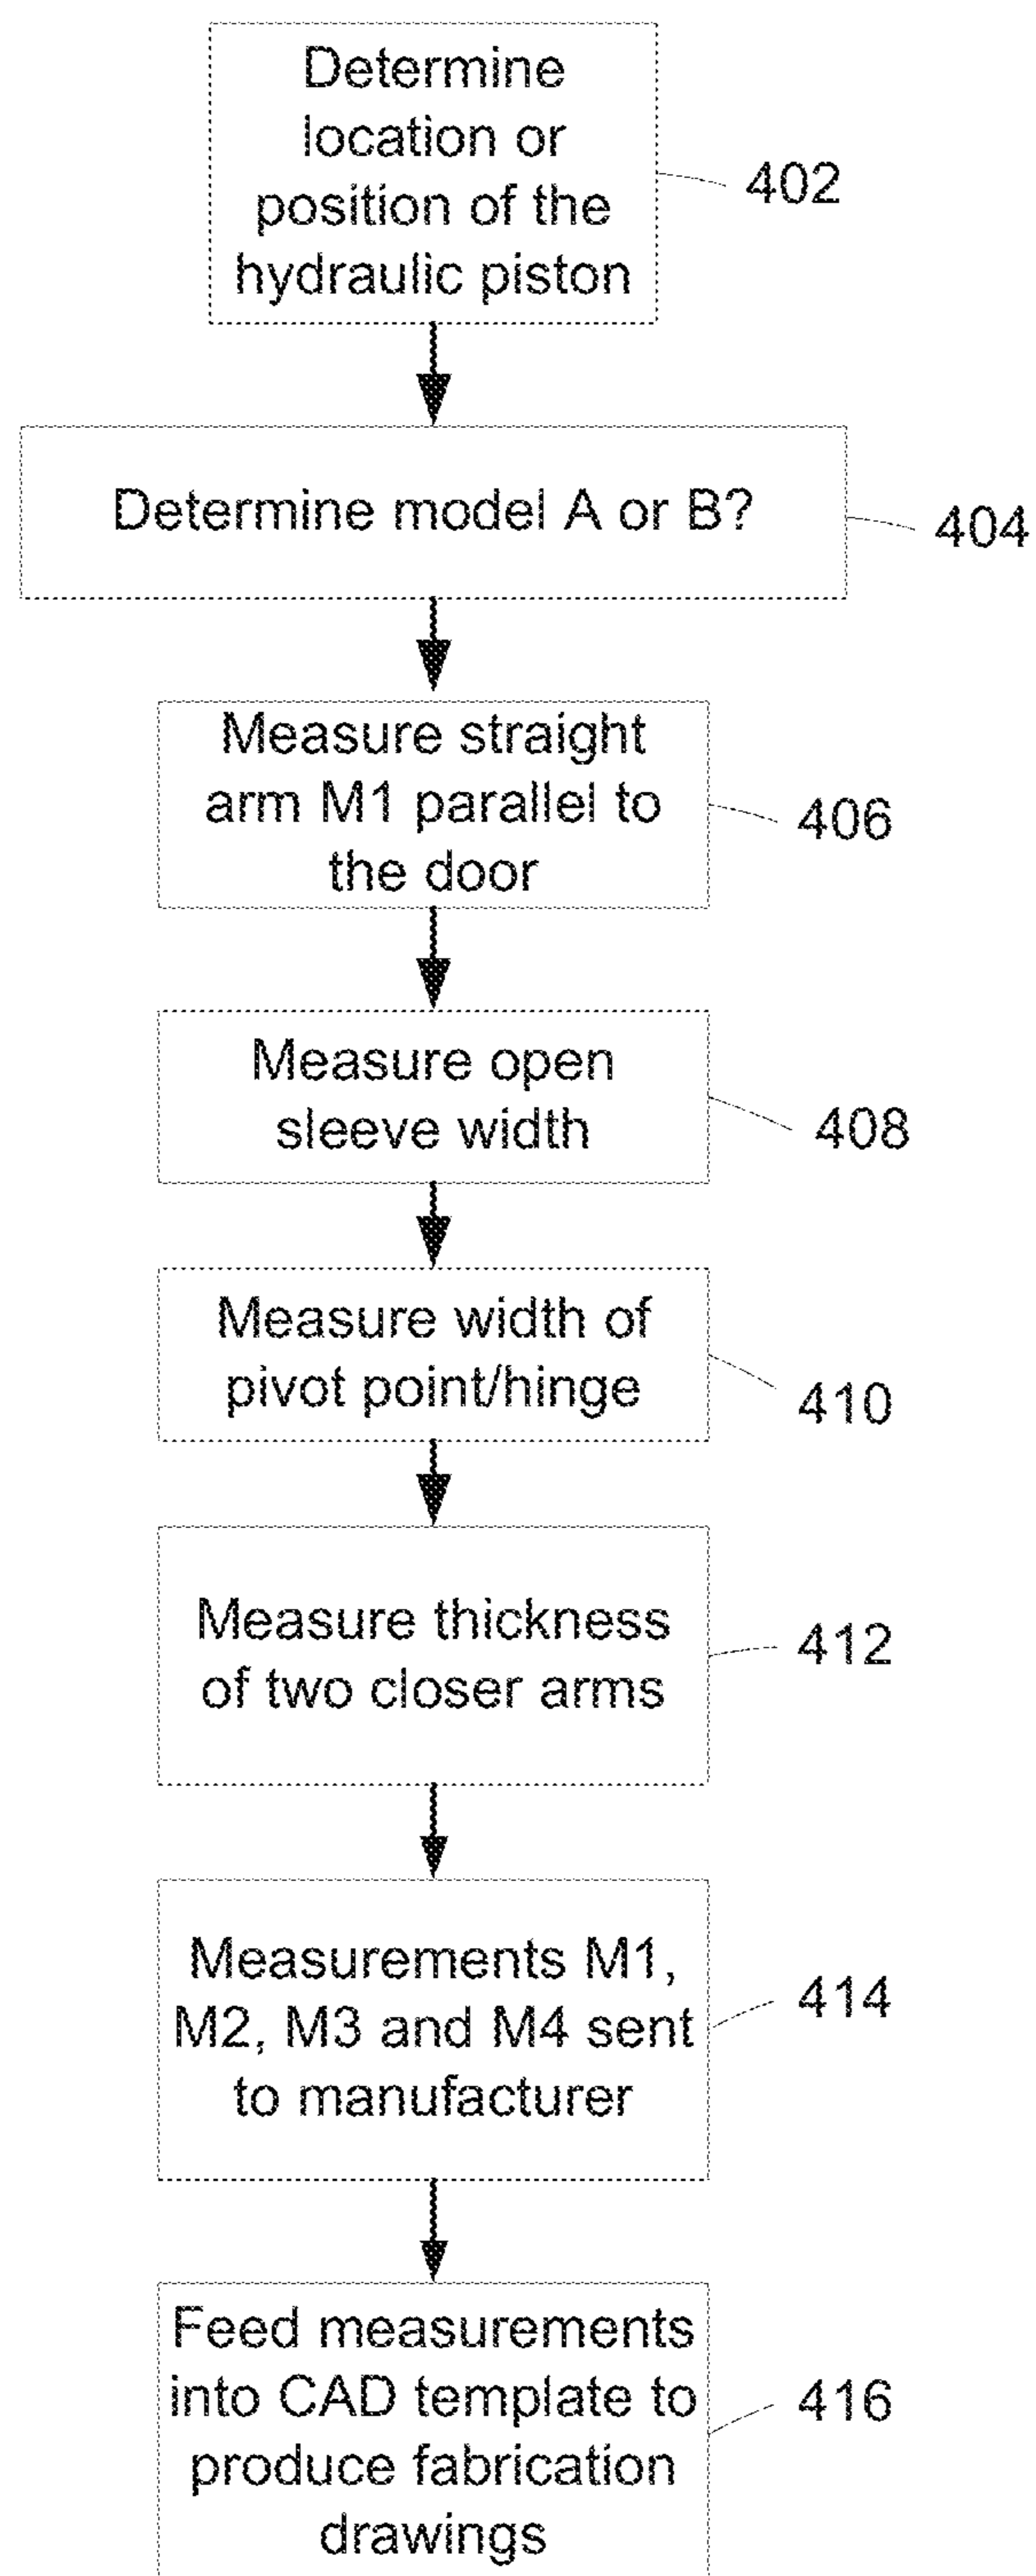 Determine
location or
position of the
hydraulic piston
402
Determine model A or B?
404
Measure straight
arm M1 parallel to
the door
406
Measure open
sleeve width
408
Measure width of
pivot point/hinge
410
Measure thickness
of two closer arms
412
Measurements M1,
M2, M3 and M4 sent
to manufacturer
414
Feed measurements
into CAD template to
produce fabrication
drawings
416